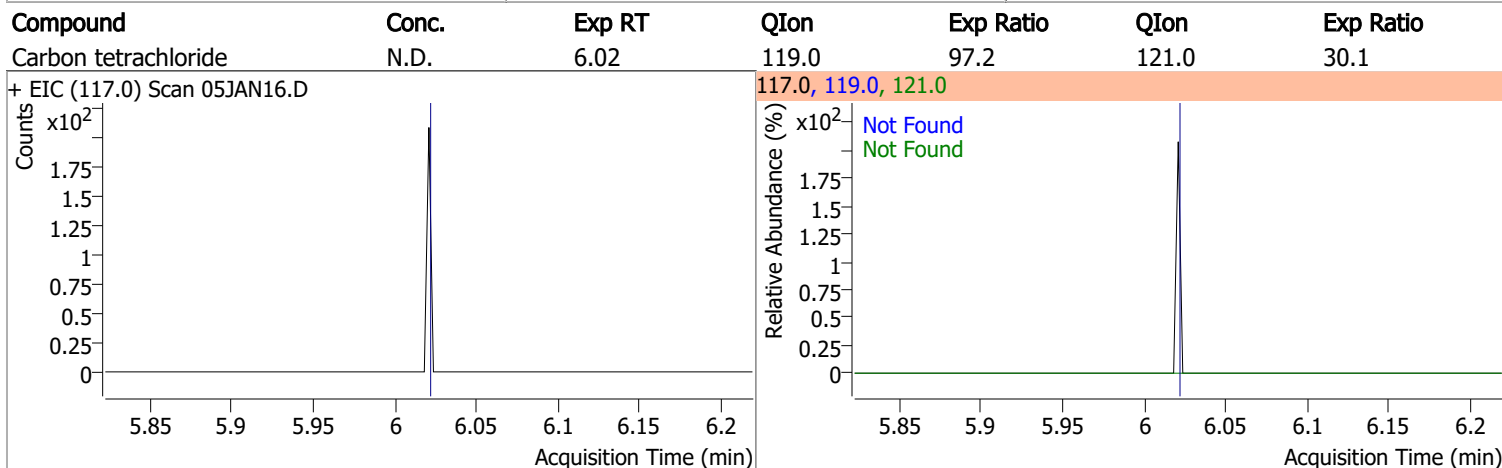 Compound Conc. Exp RT QIon Exp Ratio QIon Exp Ratio
Carbon tetrachloride N.D. 6.02 119.0 97.2 121.0 30.1
+ EIC (117.0) Scan 05JAN16.D
Counts
x10²
1.75
1.5
1.25
1
0.75
0.5
0.25
0
5.85 5.9 5.95 6 6.05 6.1 6.15 6.2
Acquisition Time (min)
117.0, 119.0, 121.0
Relative Abundance (%)
x10²
Not Found
Not Found
1.75
1.5
1.25
1
0.75
0.5
0.25
0
5.85 5.9 5.95 6 6.05 6.1 6.15 6.2
Acquisition Time (min)